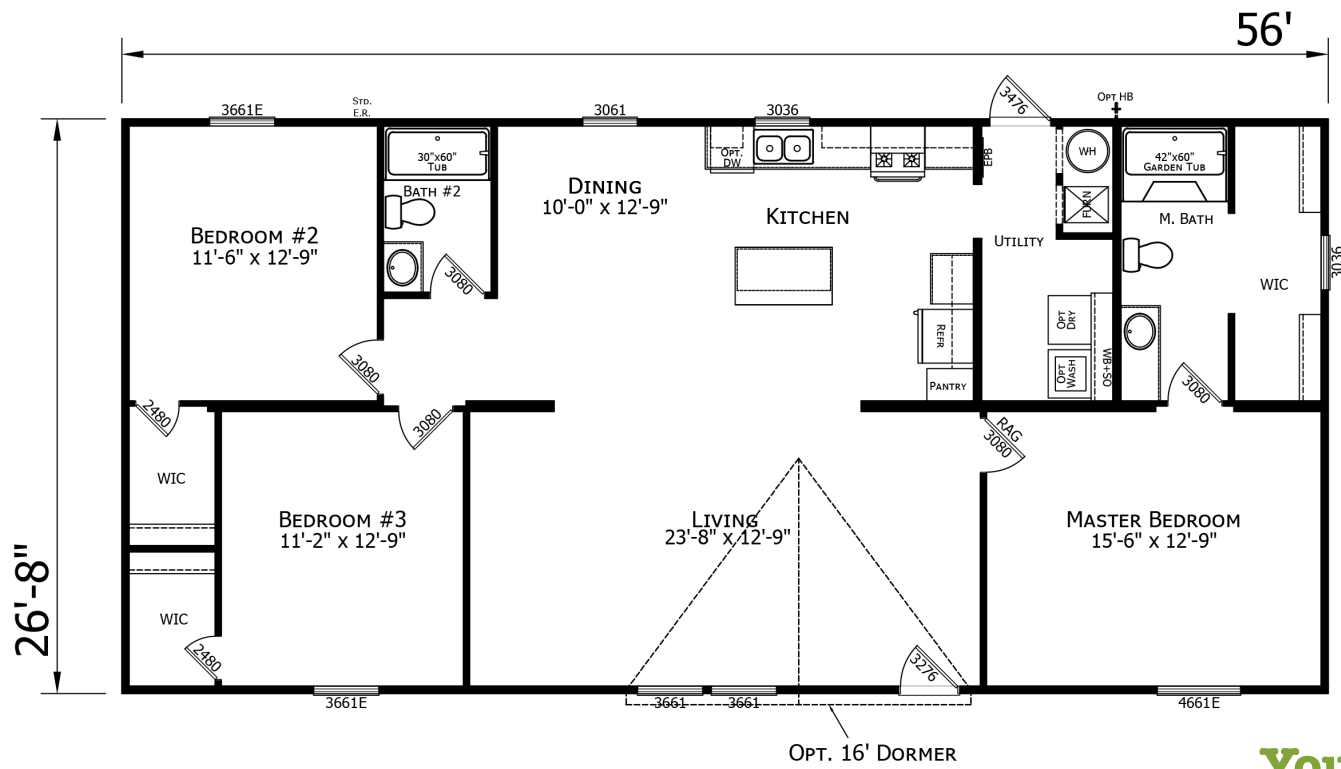 56'
3661E
STD.
E.R.
3061
3036
3476
OPT HB
30"x60"
TUB
BATH #2
OPT.
DW
EPB
WH
FURN
42"x60"
GARDEN TUB
M. BATH
DINING
10'-0" x 12'-9"
KITCHEN
UTILITY
BEDROOM #2
11'-6" x 12'-9"
3080
WIC
3036
REFR
PANTRY
OPT
DRY
OPT
WASH
WB+SO
3080
3080
2480
3080
RAG
3080
WIC
BEDROOM #3
11'-2" x 12'-9"
LIVING
23'-8" x 12'-9"
MASTER BEDROOM
15'-6" x 12'-9"
26'-8"
WIC
2480
3276
3661E
3661
3661
4661E
OPT. 16' DORMER
You